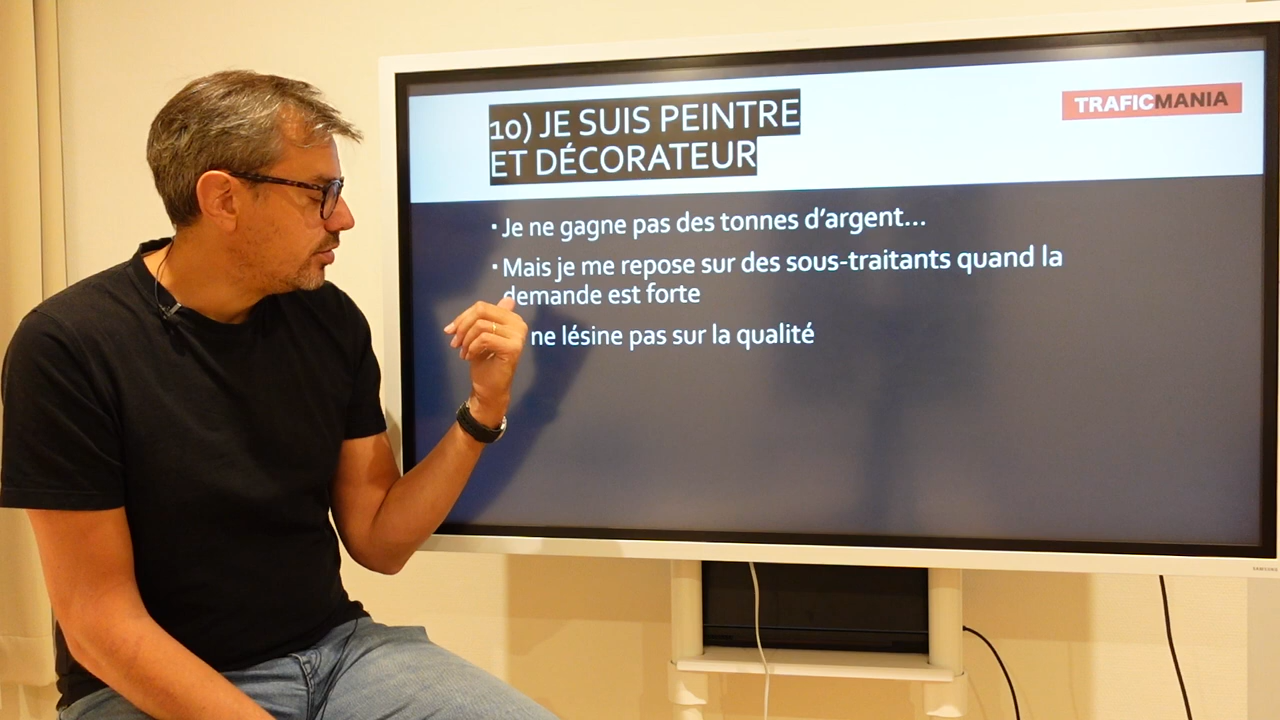 10) JE SUIS PEINTRE
ET DÉCORATEUR
TRAFICMANIA
▪ Je ne gagne pas des tonnes d'argent...
▪ Mais je me repose sur des sous-traitants quand la
demande est forte
ne lésine pas sur la qualité
SAMSUNG